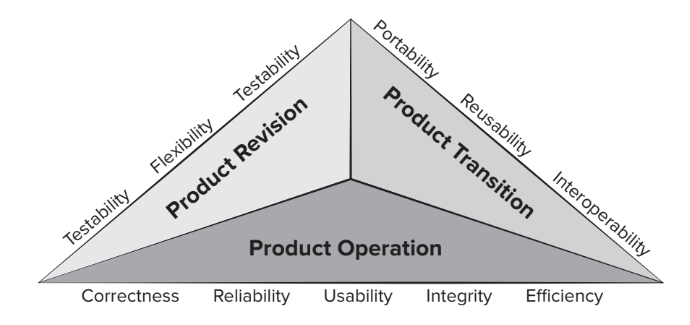 Testability
Flexibility
Testability
Product Revision
Portability
Reusability
Interoperability
Product Transition
Product Operation
Correctness Reliability Usability Integrity Efficiency